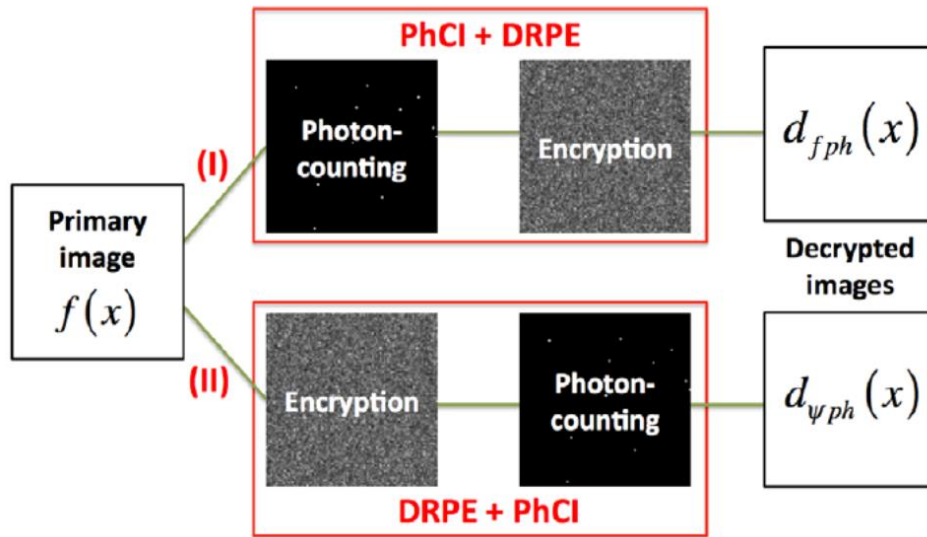 PhCI + DRPE
Photon-
counting
Encryption
d_{fph}(x)
(I)
Primary
image
f(x)
Decrypted
images
(II)
Encryption
Photon-
counting
d_{ψph}(x)
DRPE + PhCI